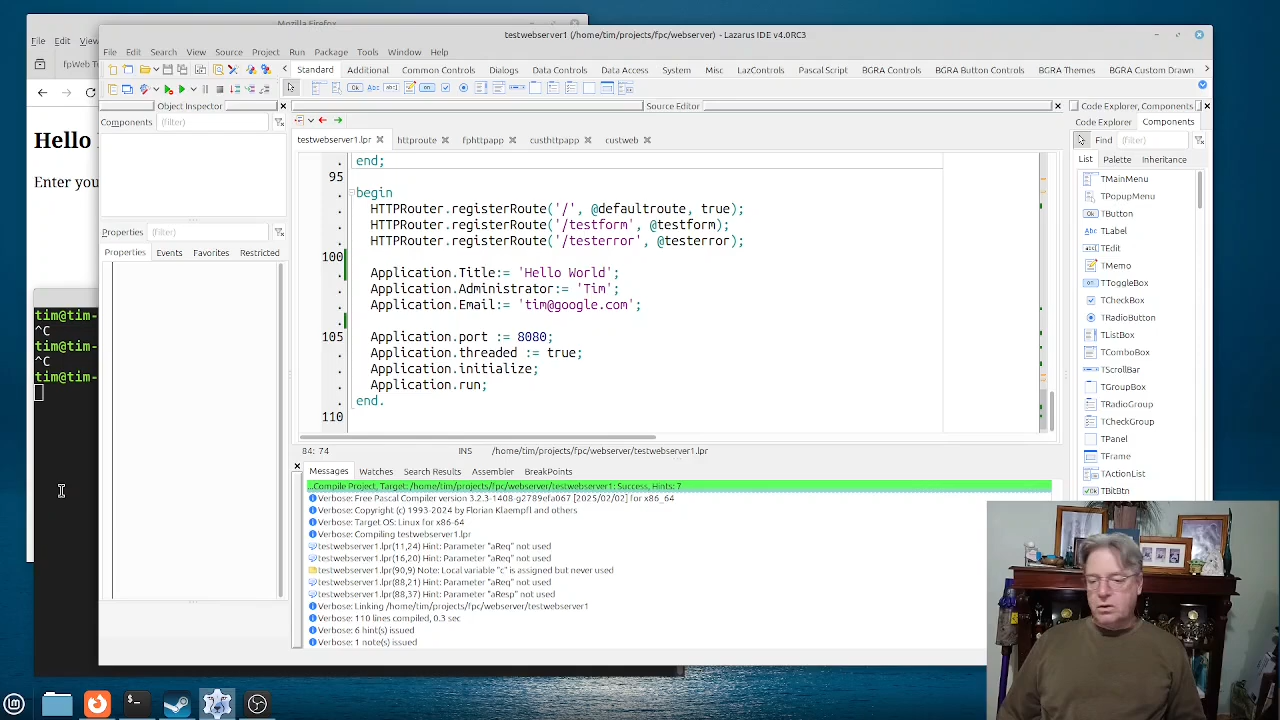 Mozilla Firefox
testwebserver1 (/home/tim/projects/fpc/webserver) - Lazarus IDE v4.0RC3
File Edit View
File Edit Search View Source Project Run Package Tools Window Help
fpWeb
Standard Additional Common Controls Dialogs Data Controls Data Access System Misc LazControls Pascal Script BGRA Controls BGRA Button Controls BGRA Themes BGRA Custom Drawn
Object Inspector
Source Editor
Code Explorer, Components
Components (filter)
Code Explorer Components
Hello
testwebserver1.lpr httproute fphttpapp custhttpapp custweb
Find (filter)
List Palette Inheritance
Enter you
end;
95
begin
HTTPRouter.registerRoute('/', @defaultroute, true);
HTTPRouter.registerRoute('/testform', @testform);
HTTPRouter.registerRoute('/testerror', @testerror);
100
Application.Title:= 'Hello World';
Application.Administrator:= 'Tim';
Application.Email:= 'tim@google.com';
105 Application.port := 8080;
Application.threaded := true;
Application.initialize;
Application.run;
end.
110
Properties (filter)
Properties Events Favorites Restricted
TMainMenu
TPopupMenu
TButton
TLabel
TEdit
TMemo
TToggleBox
TCheckBox
TRadioButton
TListBox
TComboBox
TScrollBar
TGroupBox
TRadioGroup
TCheckGroup
TPanel
TFrame
TActionList
TBitBtn
tim@tim-
^C
tim@tim-
^C
tim@tim-
84: 74 INS /home/tim/projects/fpc/webserver/testwebserver1.lpr
Messages Watches Search Results Assembler BreakPoints
...Compile Project, Target: /home/tim/projects/fpc/webserver/testwebserver1: Success, Hints: 7
Verbose: Free Pascal Compiler version 3.2.3-1408-g2789efa067 [2025/02/02] for x86_64
Verbose: Copyright (c) 1993-2024 by Florian Klaempfl and others
Verbose: Target OS: Linux for x86-64
Verbose: Compiling testwebserver1.lpr
testwebserver1.lpr(11,24) Hint: Parameter "aReq" not used
testwebserver1.lpr(16,20) Hint: Parameter "aReq" not used
testwebserver1.lpr(90,9) Note: Local variable "c" is assigned but never used
testwebserver1.lpr(88,21) Hint: Parameter "aReq" not used
testwebserver1.lpr(88,37) Hint: Parameter "aResp" not used
Verbose: Linking /home/tim/projects/fpc/webserver/testwebserver1
Verbose: 110 lines compiled, 0.3 sec
Verbose: 6 hint(s) issued
Verbose: 1 note(s) issued